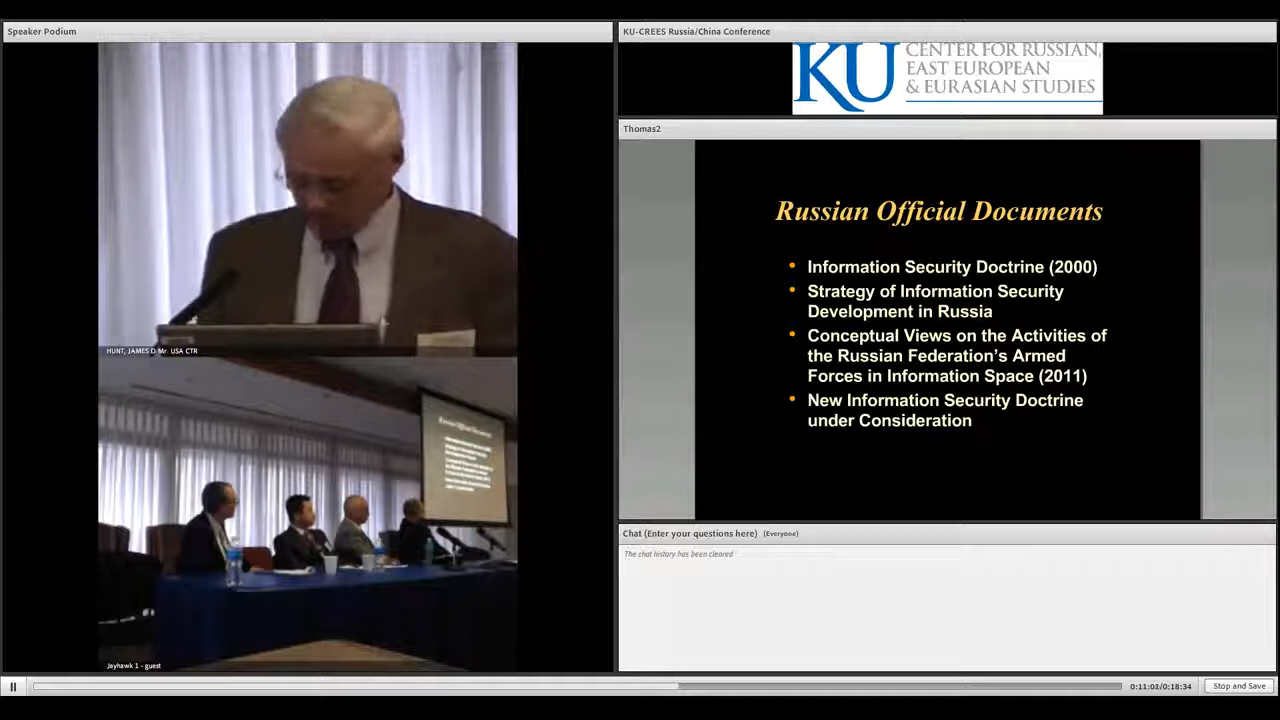 Speaker Podium
HUNT, JAMES D Mr. USA CTR
Russian Official Documents
Jayhawk 1 - guest
KU-CREES Russia/China Conference
KU
CENTER FOR RUSSIAN,
EAST EUROPEAN
& EURASIAN STUDIES
Thomas2
Russian Official Documents
• Information Security Doctrine (2000)
• Strategy of Information Security
Development in Russia
• Conceptual Views on the Activities of
the Russian Federation's Armed
Forces in Information Space (2011)
• New Information Security Doctrine
under Consideration
Chat (Enter your questions here) (Everyone)
The chat history has been cleared
0:11:08/0:18:34
Stop and Save